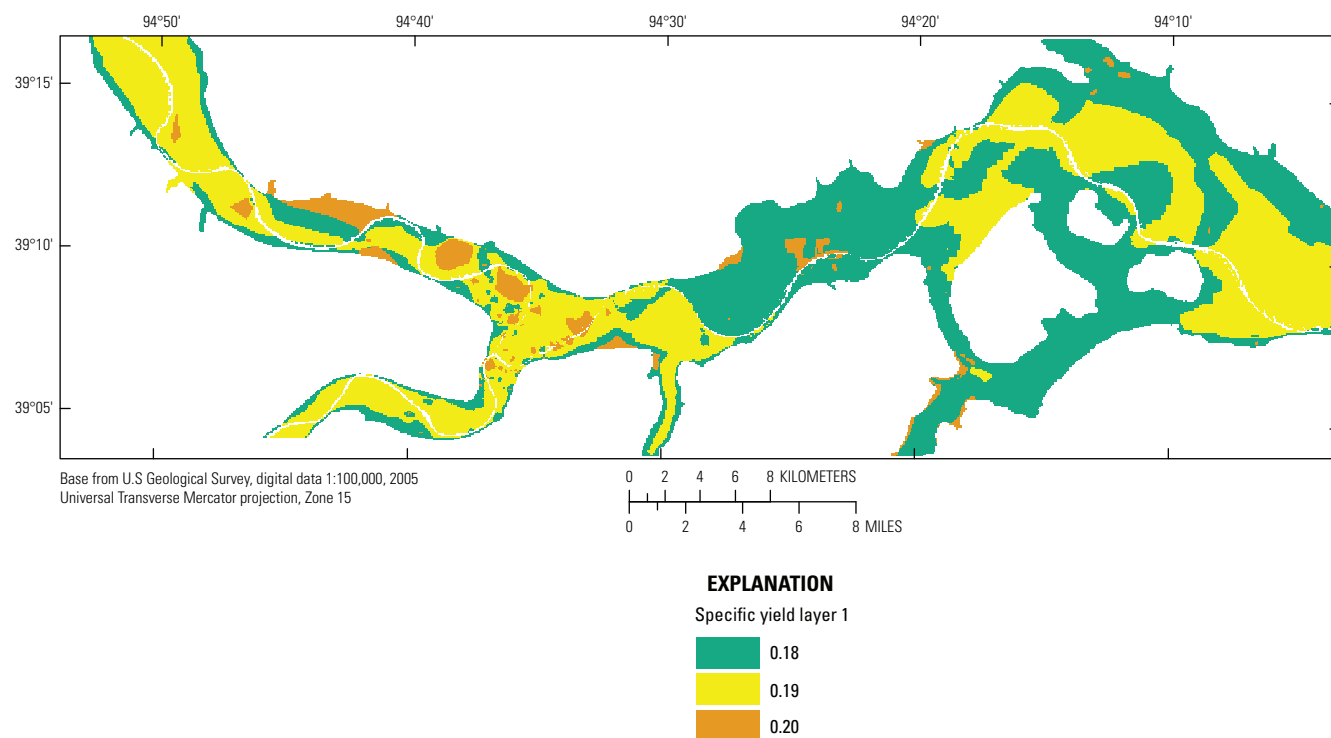 94°50' 94°40' 94°30' 94°20' 94°10'
39°15'
39°10'
39°05'
Base from U.S Geological Survey, digital data 1:100,000, 2005
Universal Transverse Mercator projection, Zone 15
0 2 4 6 8 KILOMETERS
0 2 4 6 8 MILES
EXPLANATION
Specific yield layer 1
0.18
0.19
0.20